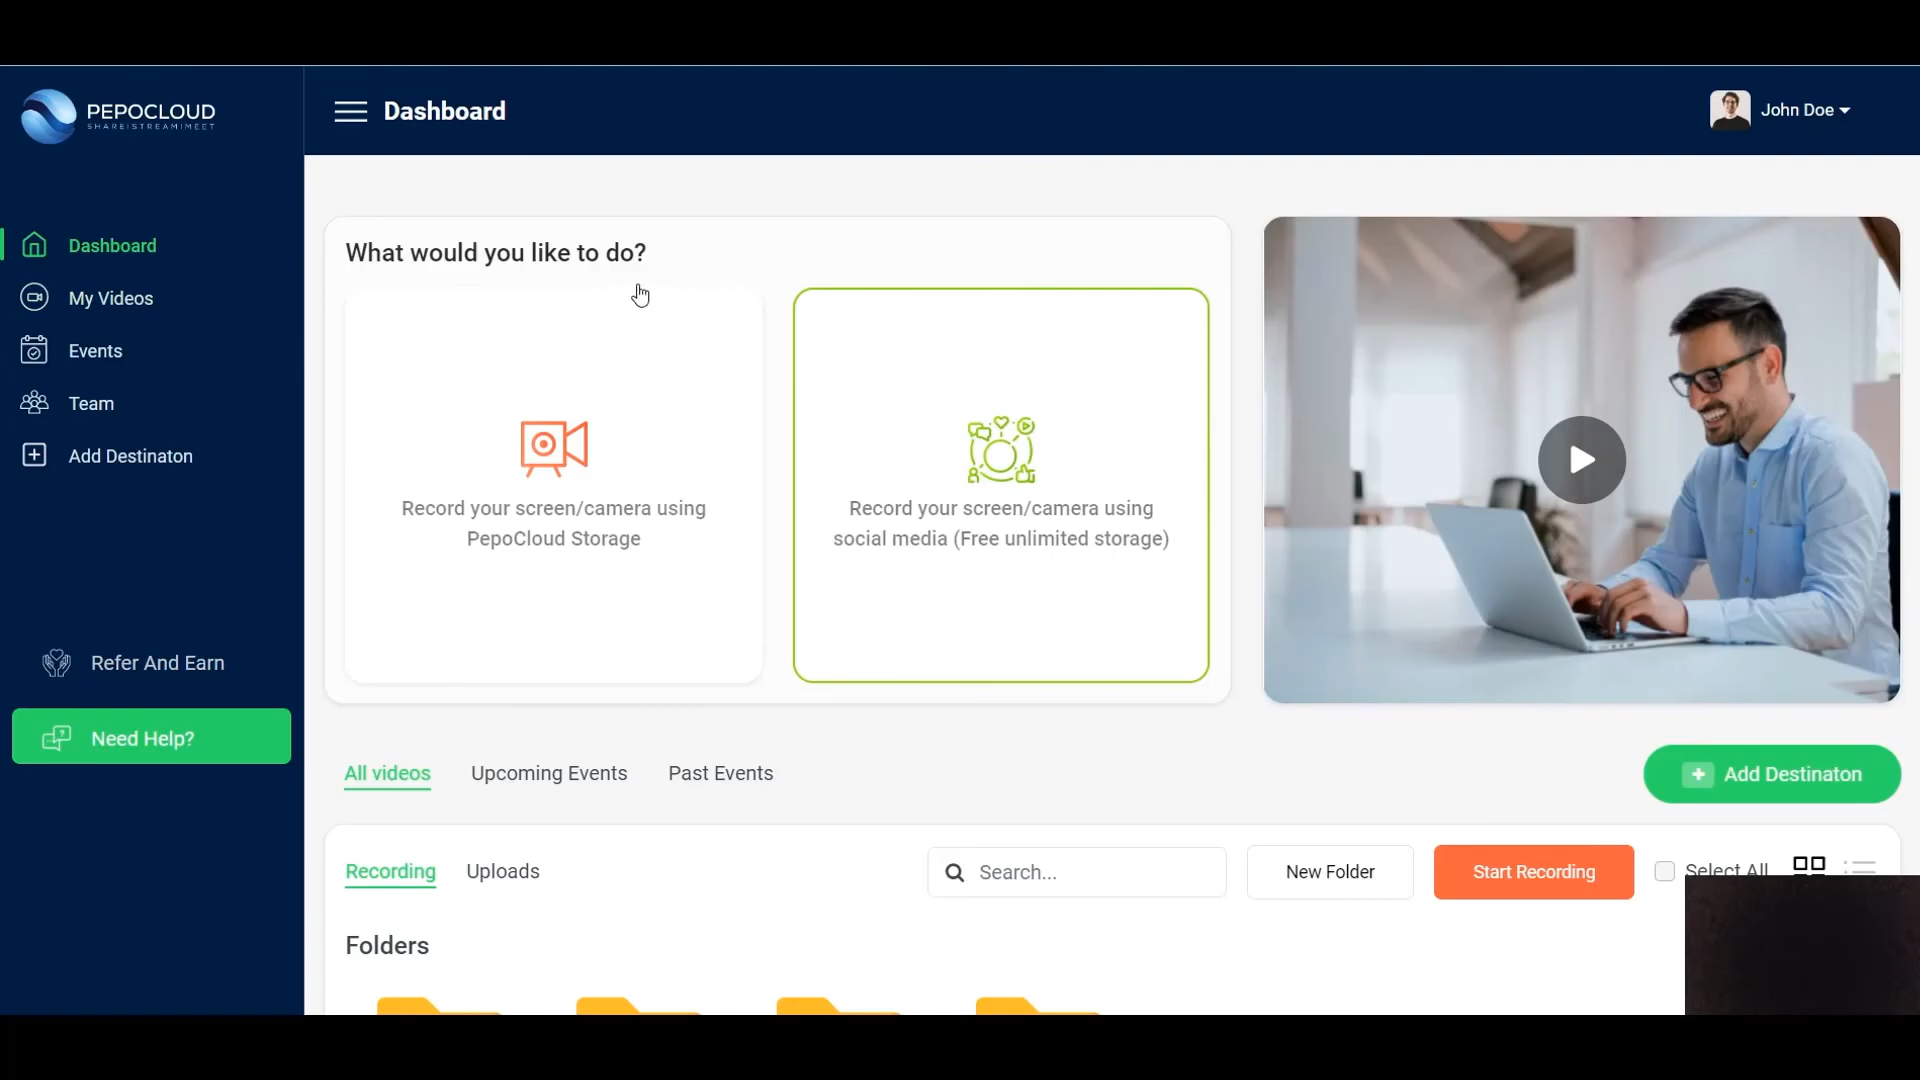 PEPOCLOUD
SHARE|STREAM|MEET
Dashboard
John Doe
Dashboard
My Videos
Events
Team
Add Destinaton
Refer And Earn
Need Help?
What would you like to do?
Record your screen/camera using
PepoCloud Storage
Record your screen/camera using
social media (Free unlimited storage)
All videos
Upcoming Events
Past Events
Add Destinaton
Recording
Uploads
Search...
New Folder
Start Recording
Select All
Folders